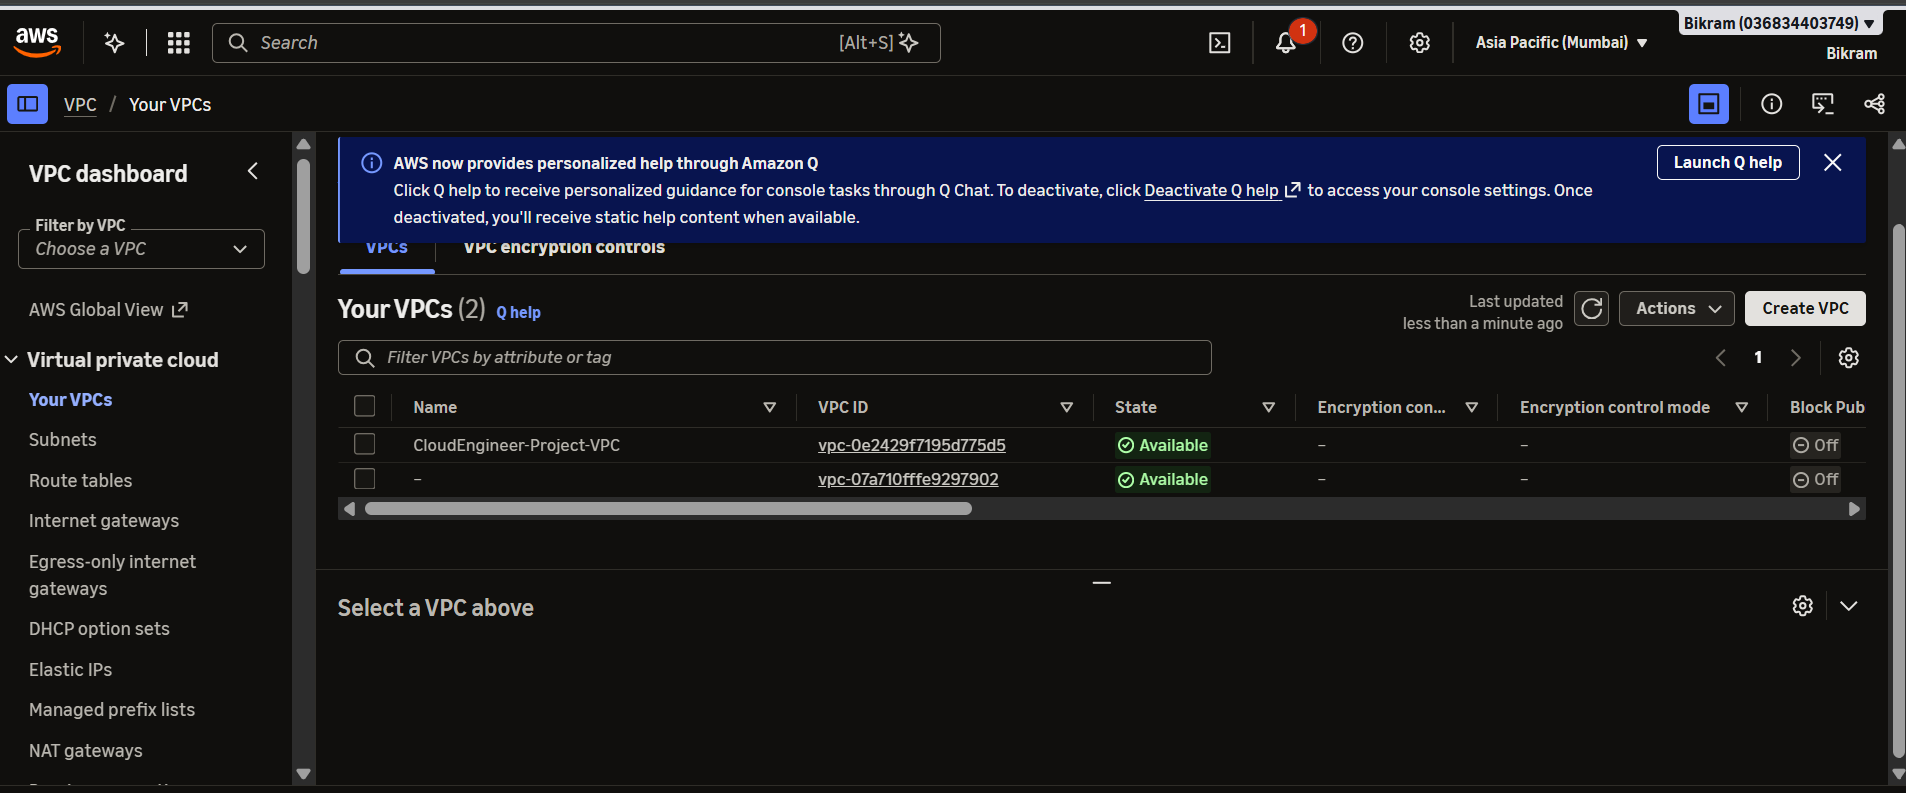 aws
Search
[Alt+S]
1
Asia Pacific (Mumbai)
Bikram (036834403749)
Bikram
VPC / Your VPCs
VPC dashboard
Filter by VPC
Choose a VPC
AWS Global View
Virtual private cloud
Your VPCs
Subnets
Route tables
Internet gateways
Egress-only internet
gateways
DHCP option sets
Elastic IPs
Managed prefix lists
NAT gateways
AWS now provides personalized help through Amazon Q
Click Q help to receive personalized guidance for console tasks through Q Chat. To deactivate, click Deactivate Q help to access your console settings. Once
deactivated, you'll receive static help content when available.
Launch Q help
VPCs
VPC encryption controls
Your VPCs (2) Q help
Last updated
less than a minute ago
Actions
Create VPC
Filter VPCs by attribute or tag
1
Name VPC ID State Encryption con... Encryption control mode Block Pub
CloudEngineer-Project-VPC vpc-0e2429f7195d775d5 Available – – Off
– vpc-07a710fffe9297902 Available – – Off
Select a VPC above